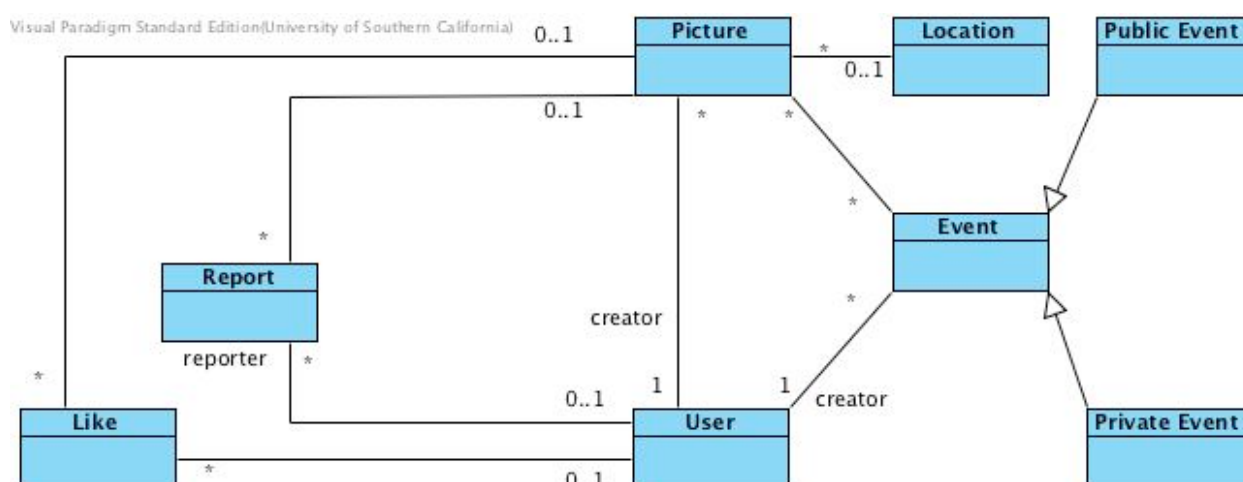 Visual Paradigm Standard Edition(University of Southern California)
0..1
Picture
*
0..1
Location
Public Event
0..1
*
*
*
Event
*
Report
*
creator
reporter
*
*
1
1
creator
0..1
Like
User
Private Event
*
0..1